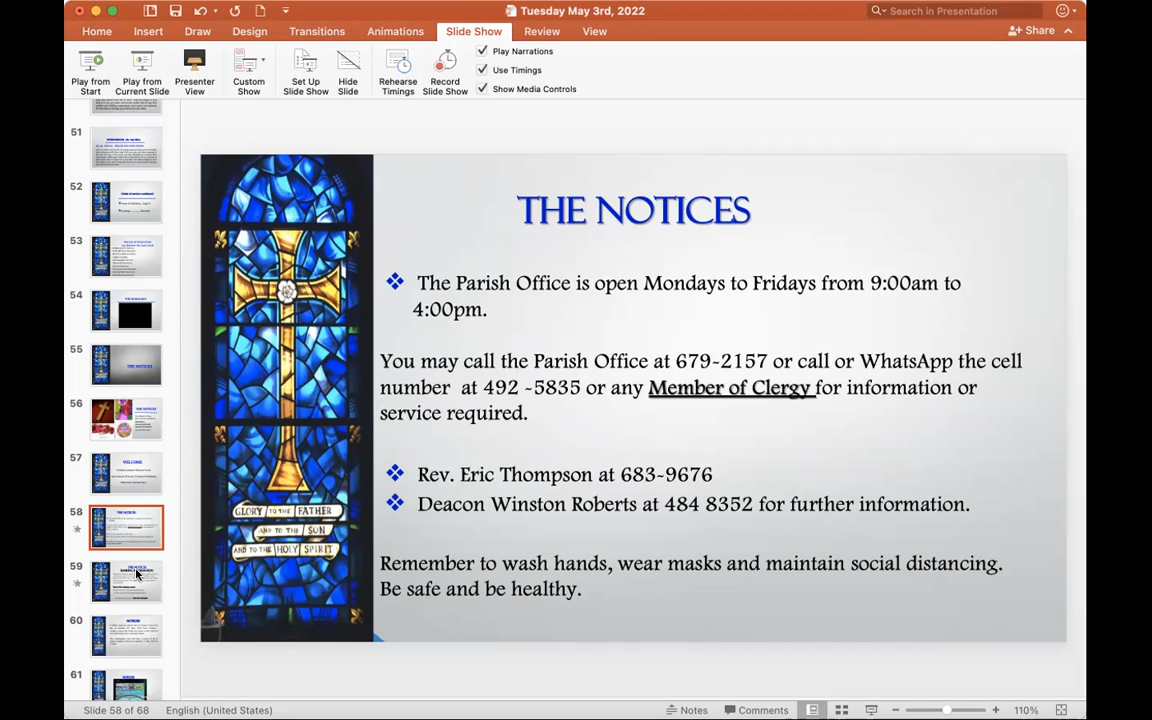 Tuesday May 3rd, 2022
Search in Presentation
Home Insert Draw Design Transitions Animations Slide Show Review View
Share
Play from Start
Play from Current Slide
Presenter View
Custom Show
Set Up Slide Show
Hide Slide
Rehearse Timings
Record Slide Show
Play Narrations
Use Timings
Show Media Controls
51
52
53
54
55
THE NOTICES
56
THE NOTICES
57
WELCOME
58
59
60
61
THE NOTICES
❖ The Parish Office is open Mondays to Fridays from 9:00am to
4:00pm.
You may call the Parish Office at 679-2157 or call or WhatsApp the cell
number at 492 -5835 or any Member of Clergy for information or
service required.
❖ Rev. Eric Thompson at 683-9676
❖ Deacon Winston Roberts at 484 8352 for further information.
Remember to wash hands, wear masks and maintain social distancing.
Be safe and be healthy.
GLORY TO THE FATHER
AND TO THE SON
AND TO THE HOLY SPIRIT
Slide 58 of 68 English (United States)
Notes Comments 110%